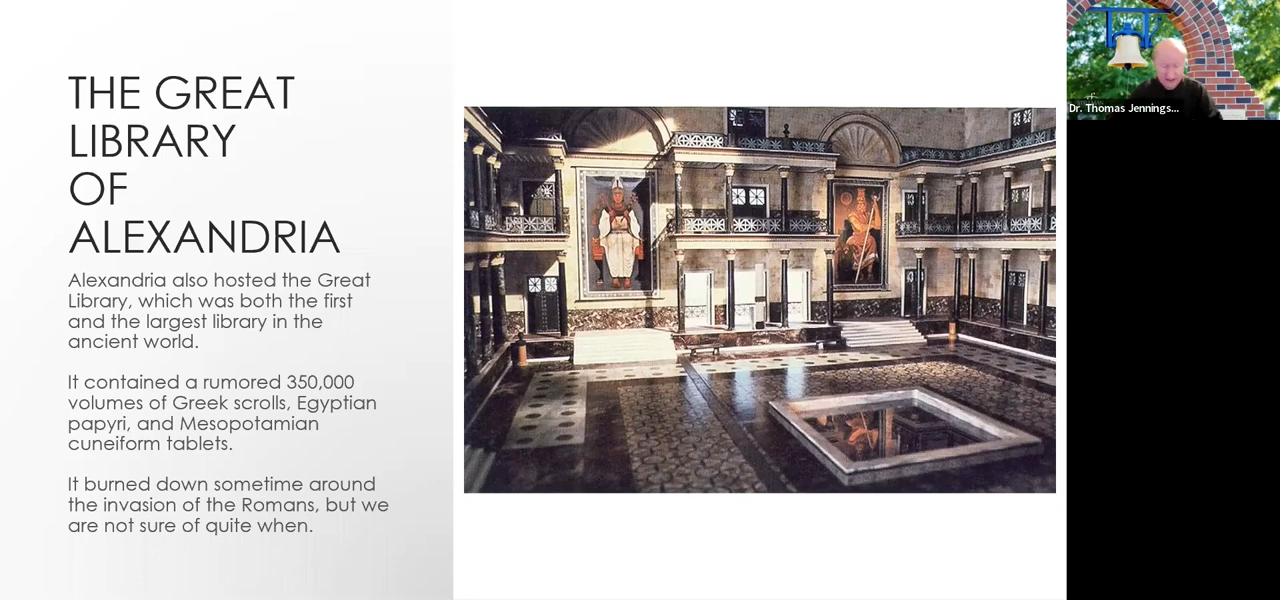 THE GREAT
LIBRARY
OF
ALEXANDRIA
Alexandria also hosted the Great
Library, which was both the first
and the largest library in the
ancient world.
It contained a rumored 350,000
volumes of Greek scrolls, Egyptian
papyri, and Mesopotamian
cuneiform tablets.
It burned down sometime around
the invasion of the Romans, but we
are not sure of quite when.
Dr. Thomas Jennings...